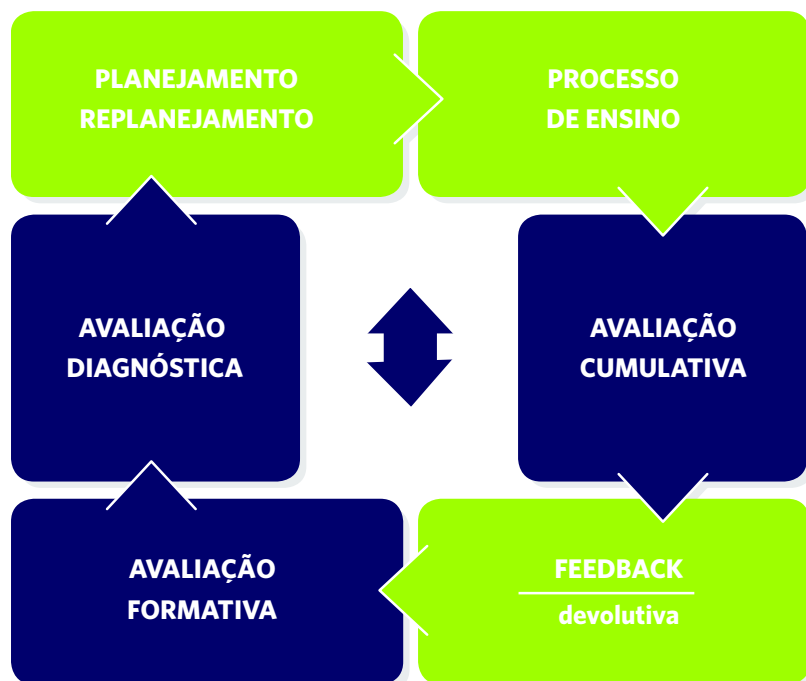 PLANEJAMENTO
REPLANEJAMENTO
PROCESSO
DE ENSINO
AVALIAÇÃO
DIAGNÓSTICA
AVALIAÇÃO
CUMULATIVA
AVALIAÇÃO
FORMATIVA
FEEDBACK
devolutiva